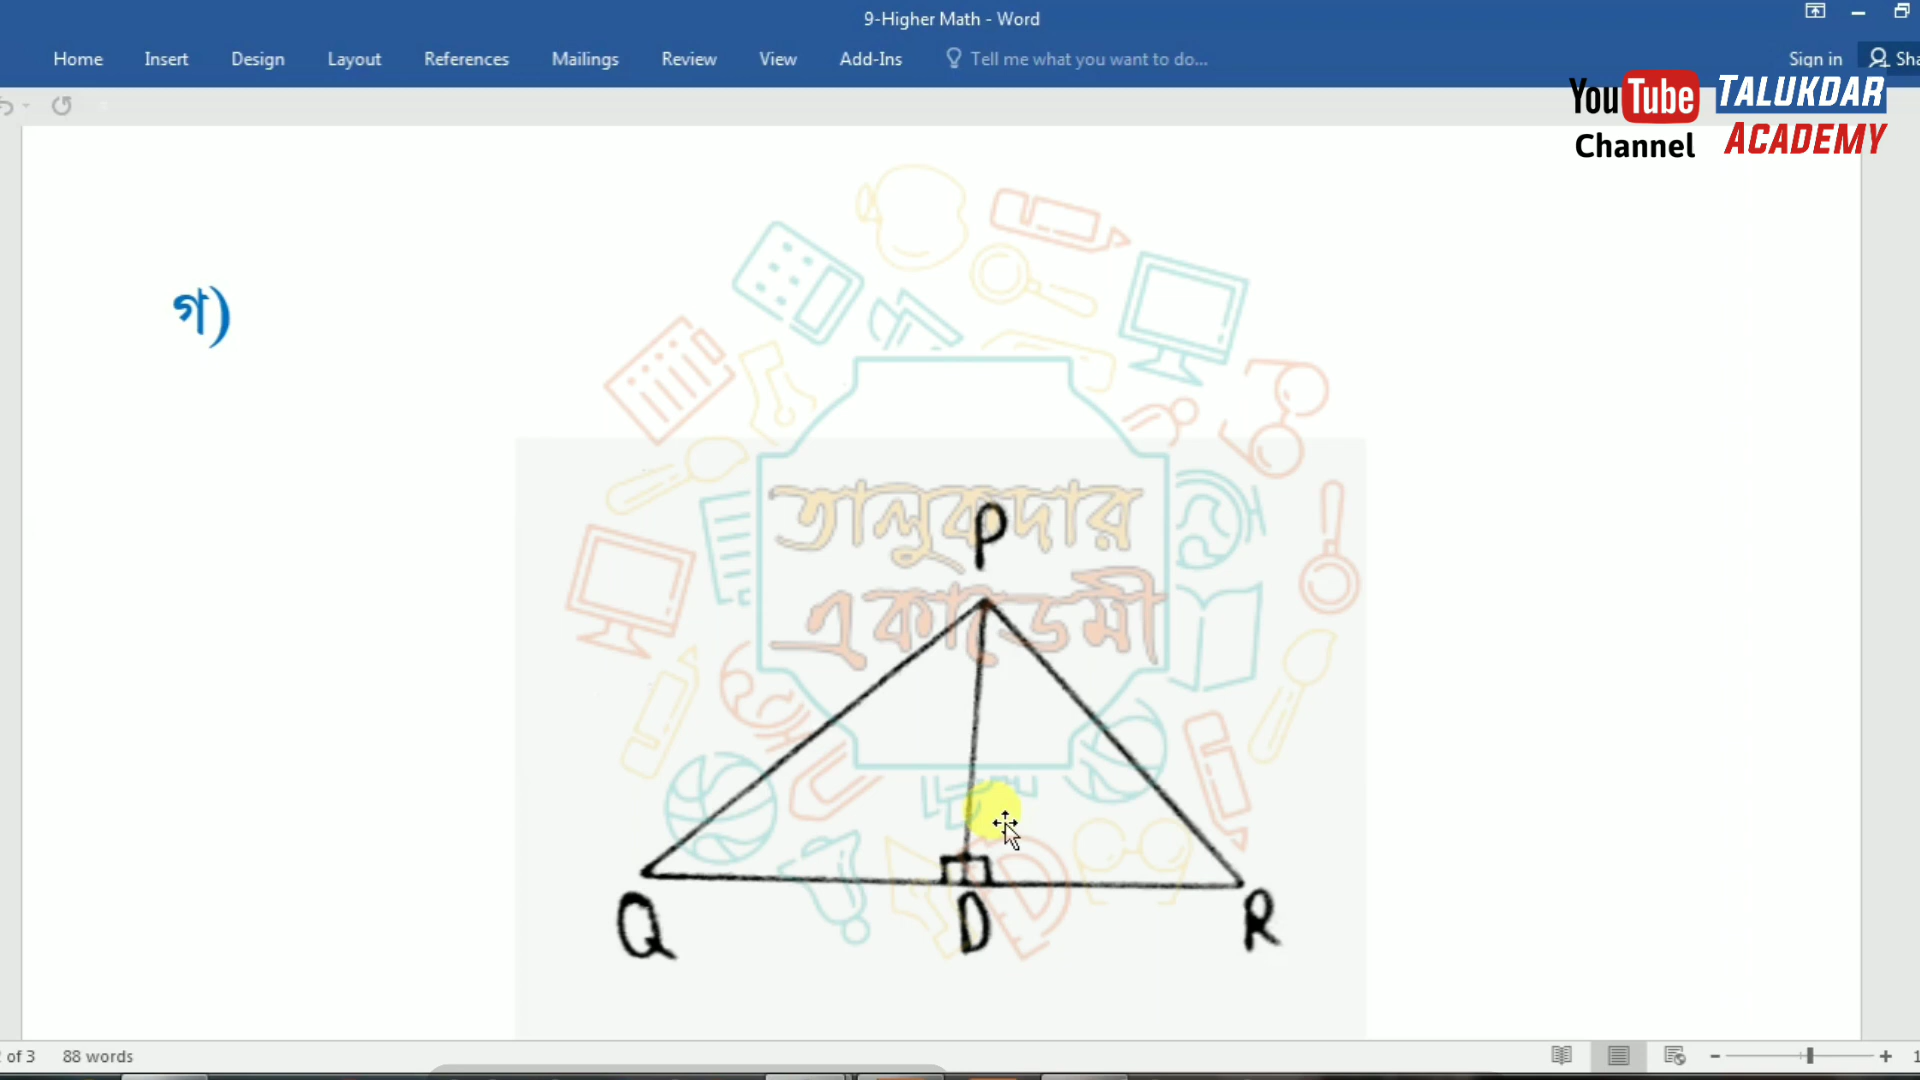 9-Higher Math - Word
Home Insert Design Layout References Mailings Review View Add-Ins Tell me what you want to do...
Sign in
YouTube TALUKDAR
Channel ACADEMY
গ)
তালুকদার
একাডেমী
P
Q D R
of 3 88 words